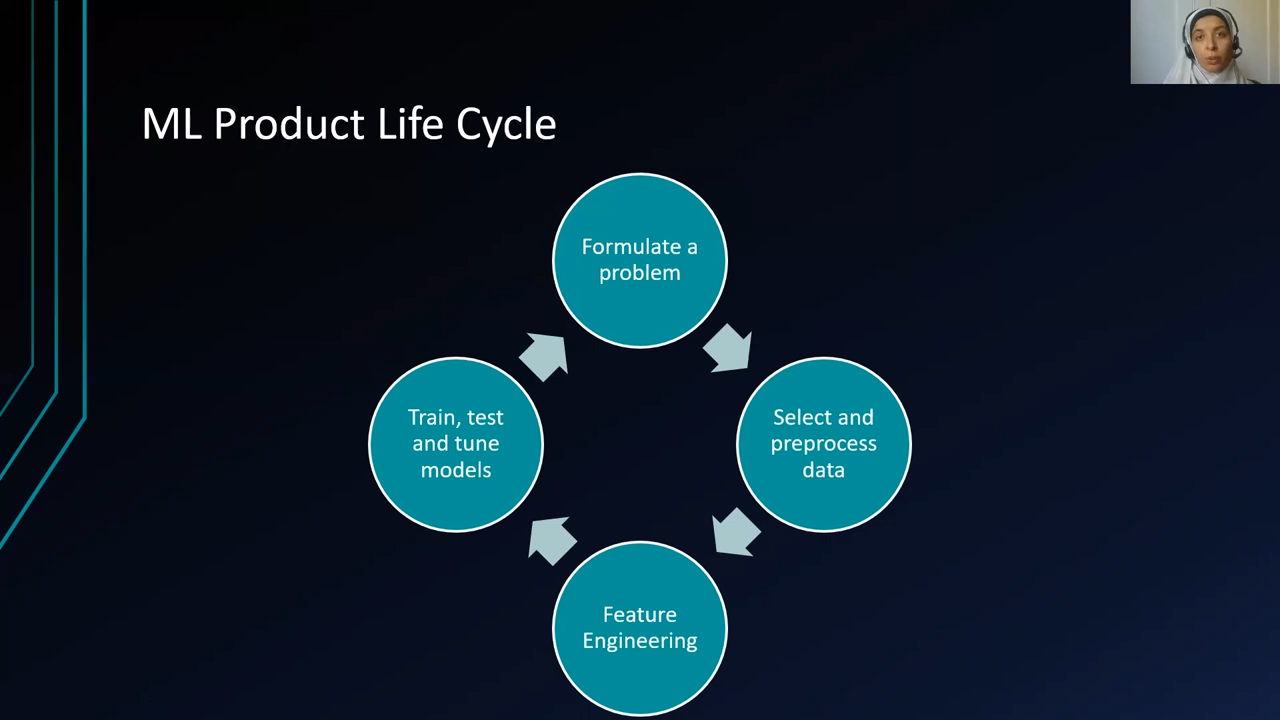 ML Product Life Cycle
Formulate a
problem
Select and
preprocess
data
Feature
Engineering
Train, test
and tune
models